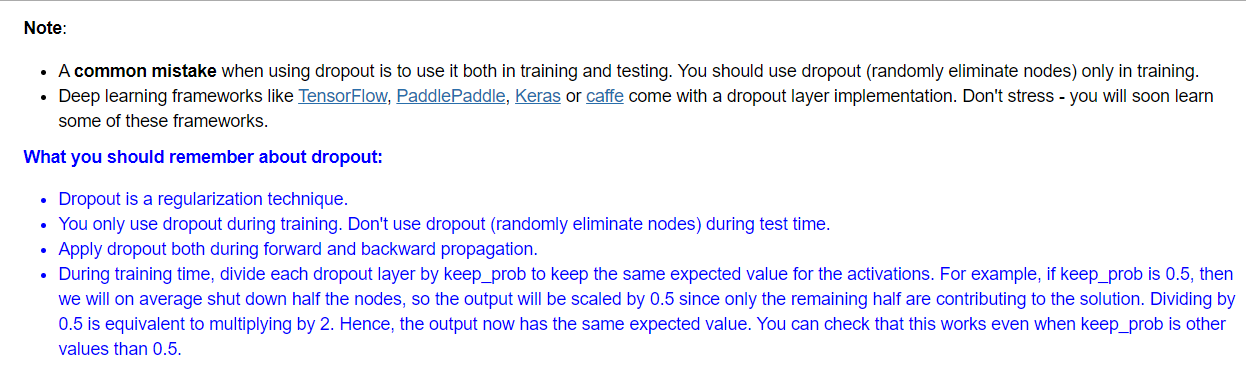 Note:
• A common mistake when using dropout is to use it both in training and testing. You should use dropout (randomly eliminate nodes) only in training.
• Deep learning frameworks like TensorFlow, PaddlePaddle, Keras or caffe come with a dropout layer implementation. Don't stress - you will soon learn
some of these frameworks.
What you should remember about dropout:
• Dropout is a regularization technique.
• You only use dropout during training. Don't use dropout (randomly eliminate nodes) during test time.
• Apply dropout both during forward and backward propagation.
• During training time, divide each dropout layer by keep_prob to keep the same expected value for the activations. For example, if keep_prob is 0.5, then
we will on average shut down half the nodes, so the output will be scaled by 0.5 since only the remaining half are contributing to the solution. Dividing by
0.5 is equivalent to multiplying by 2. Hence, the output now has the same expected value. You can check that this works even when keep_prob is other
values than 0.5.